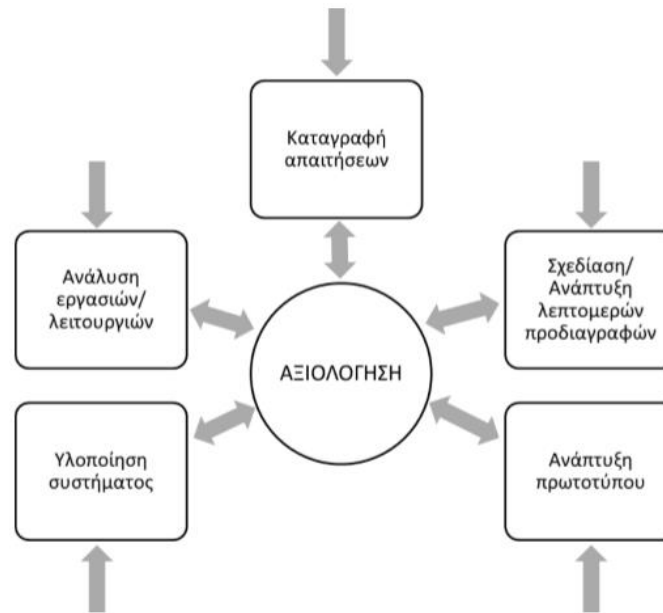 Καταγραφή
απαιτήσεων
Ανάλυση
εργασιών/
λειτουργιών
Σχεδίαση/
Ανάπτυξη
λεπτομερών
προδιαγραφών
ΑΞΙΟΛΟΓΗΣΗ
Υλοποίηση
συστήματος
Ανάπτυξη
πρωτοτύπου